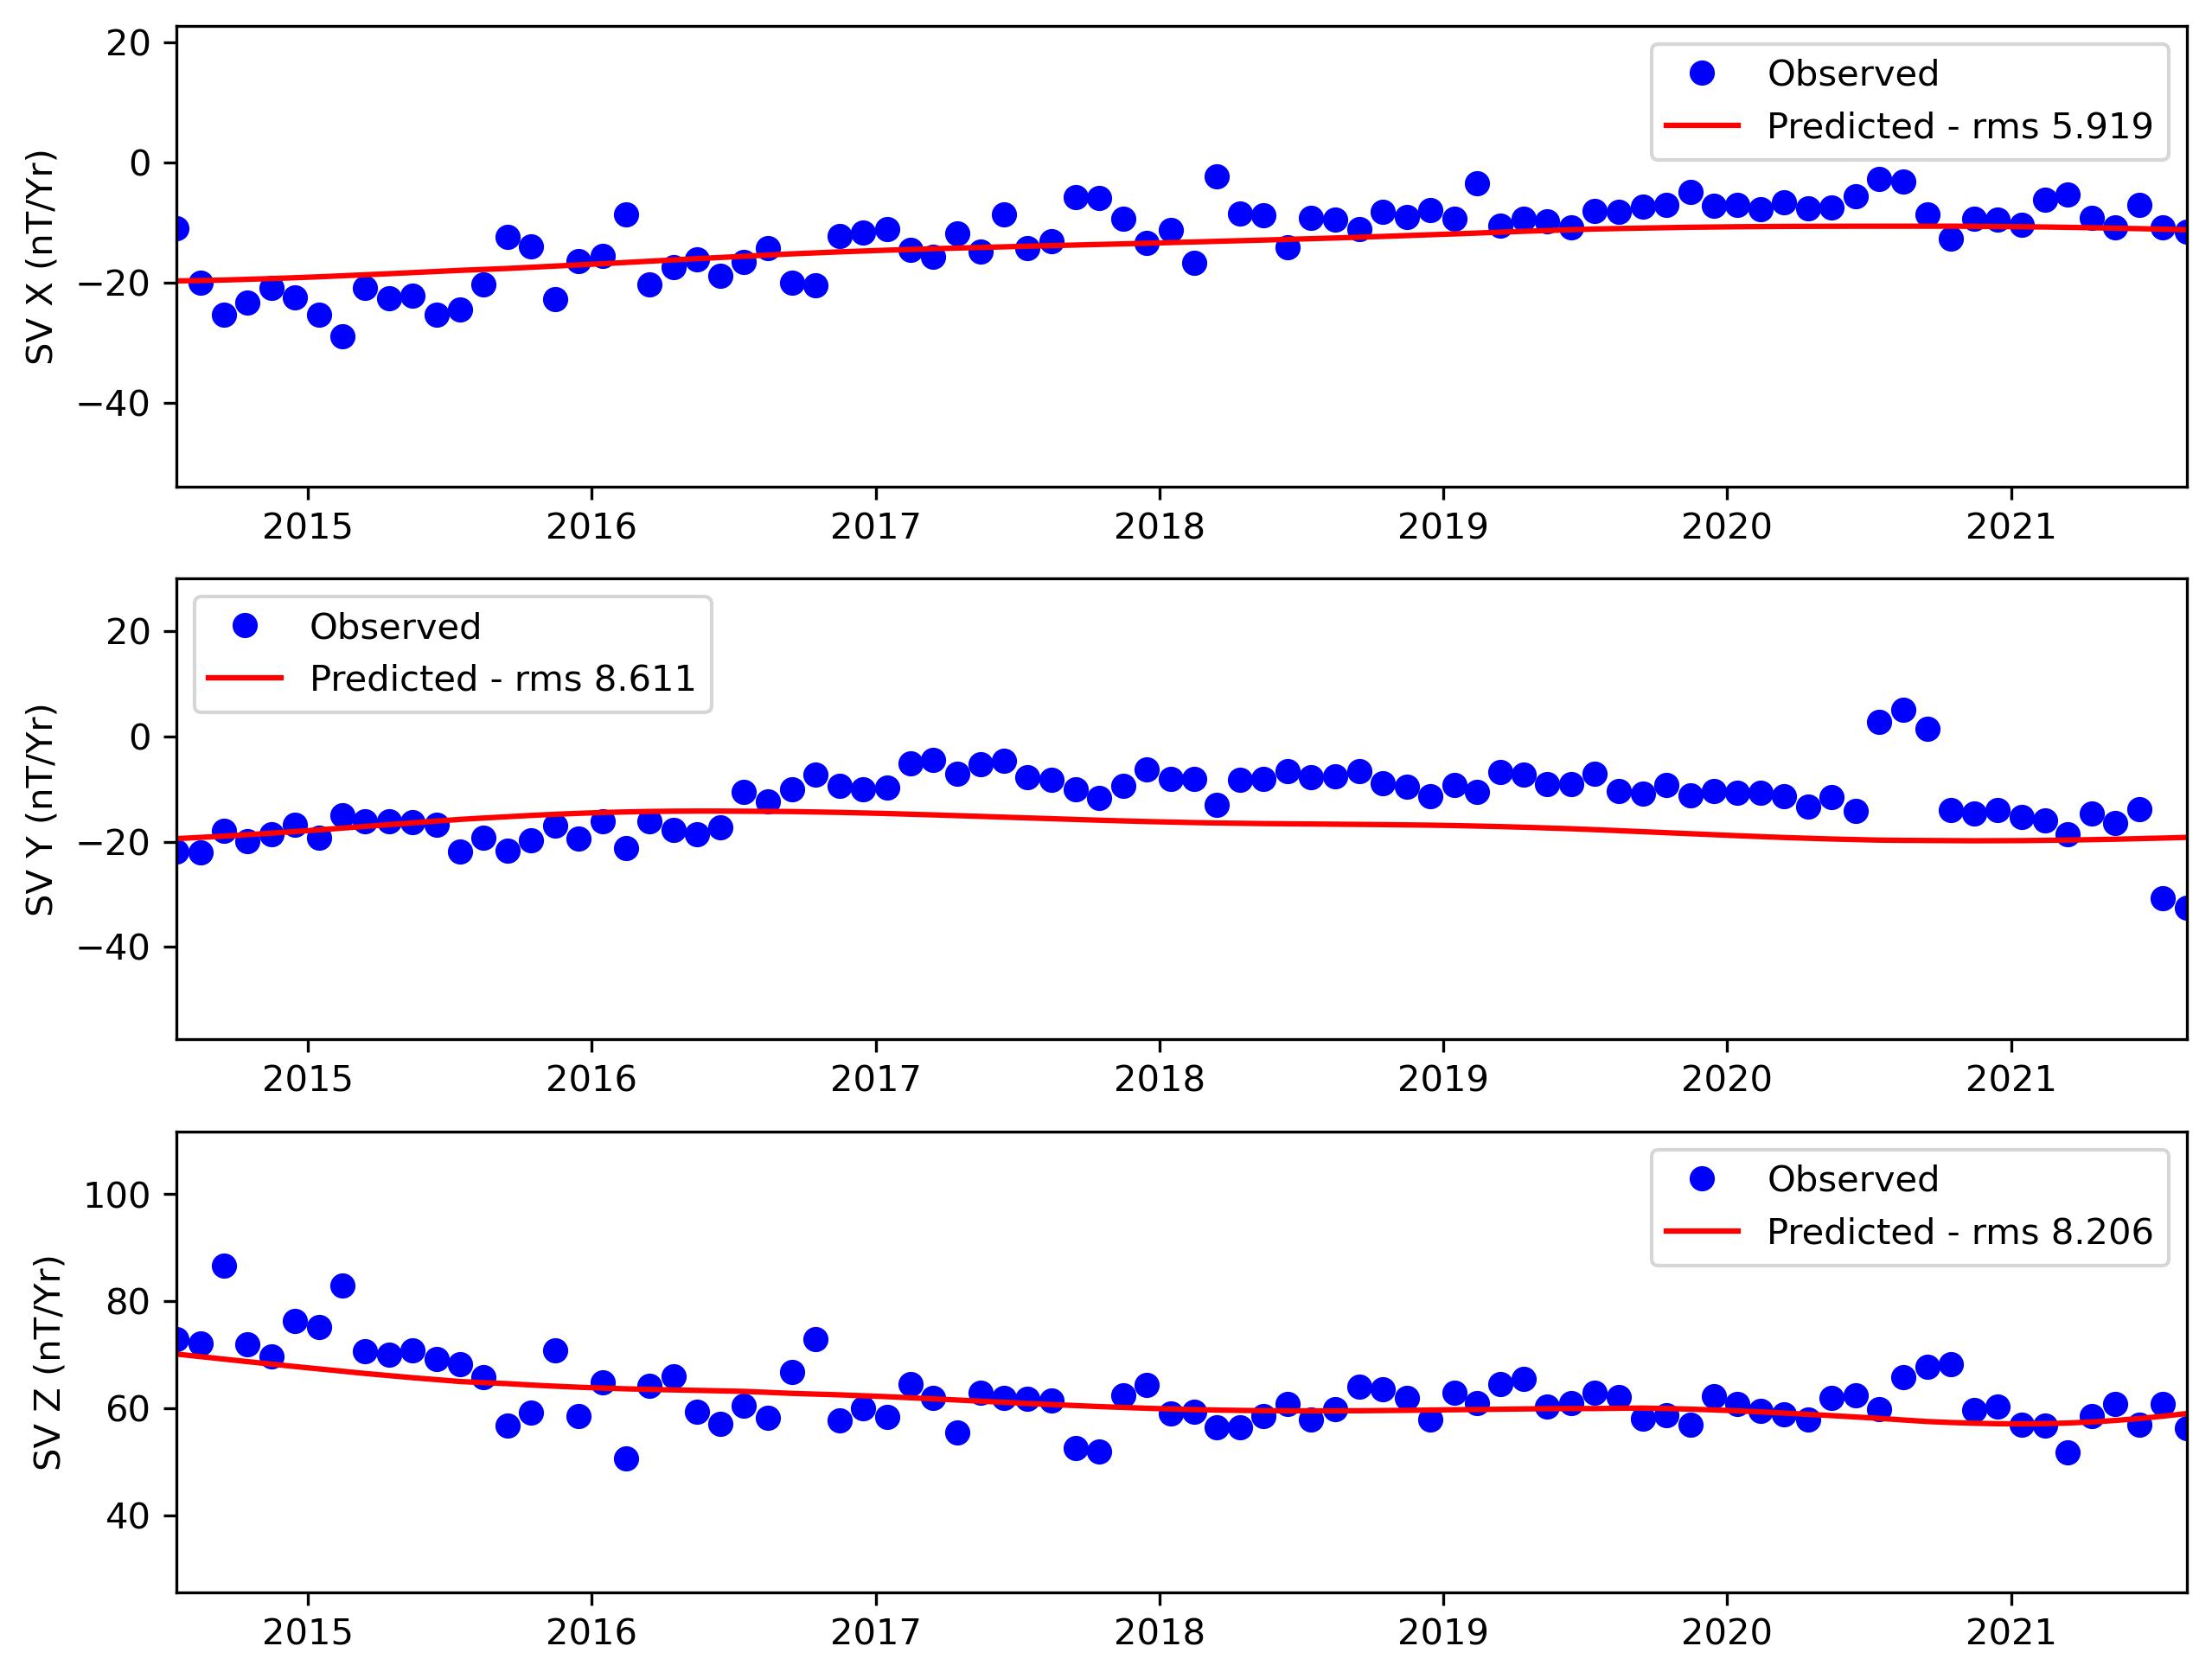 20
0
−20
−40
SV X (nT/Yr)
Observed
Predicted - rms 5.919
2015 2016 2017 2018 2019 2020 2021
20
0
−20
−40
SV Y (nT/Yr)
Observed
Predicted - rms 8.611
2015 2016 2017 2018 2019 2020 2021
100
80
60
40
SV Z (nT/Yr)
Observed
Predicted - rms 8.206
2015 2016 2017 2018 2019 2020 2021